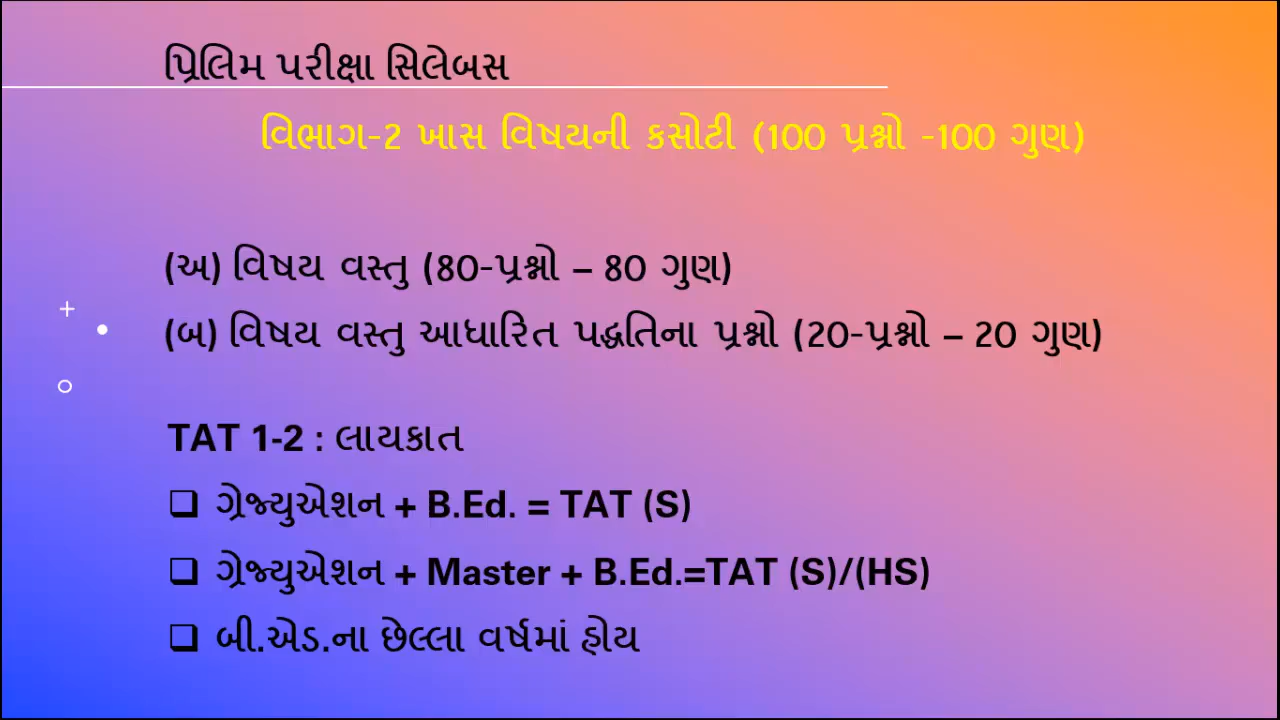 પ્રિલિમ પરીક્ષા સિલેબસ
વિભાગ-2 ખાસ વિષયની કસોટી (100 પ્રશ્નો -100 ગુણ)
(અ) વિષય વસ્તુ (80-પ્રશ્નો – 80 ગુણ)
(બ) વિષય વસ્તુ આધારિત પદ્ધતિના પ્રશ્નો (20-પ્રશ્નો – 20 ગુણ)
TAT 1-2 : લાયકાત
❑ ગ્રેજ્યુએશન + B.Ed. = TAT (S)
❑ ગ્રેજ્યુએશન + Master + B.Ed.=TAT (S)/(HS)
❑ બી.એડ.ના છેલ્લા વર્ષમાં હોય